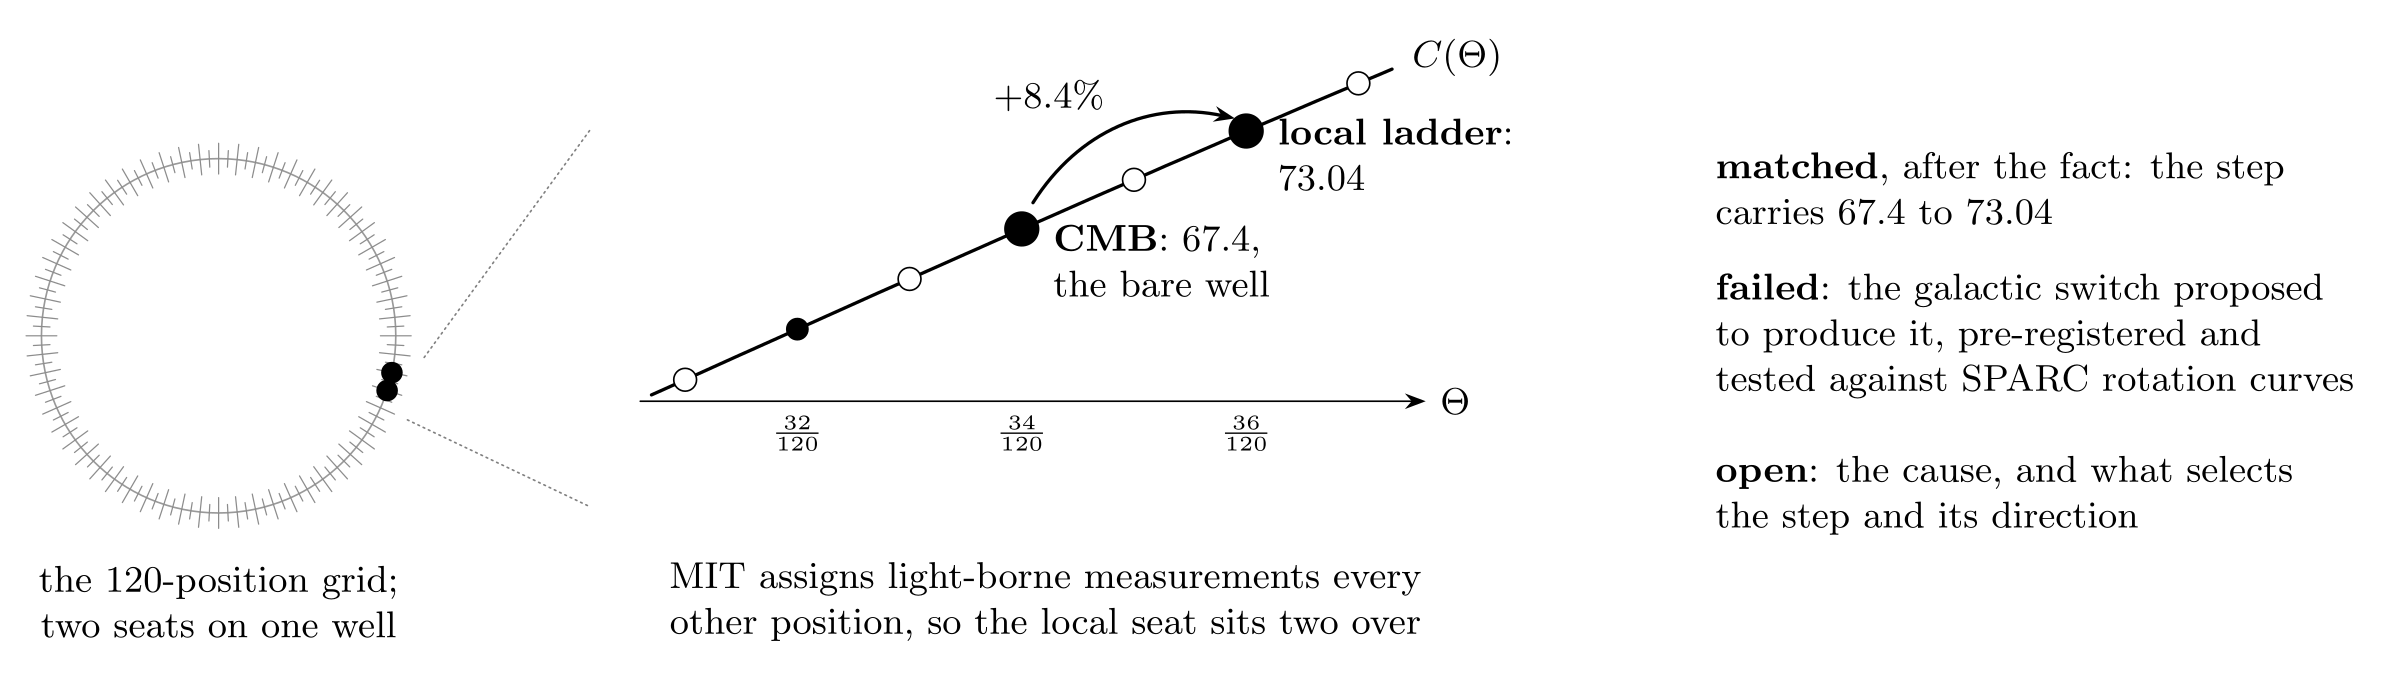 C(Θ)
+8.4%
local ladder:
73.04
CMB: 67.4,
the bare well
Θ
32/120
34/120
36/120
the 120-position grid;
two seats on one well
MIT assigns light-borne measurements every
other position, so the local seat sits two over
matched, after the fact: the step
carries 67.4 to 73.04
failed: the galactic switch proposed
to produce it, pre-registered and
tested against SPARC rotation curves
open: the cause, and what selects
the step and its direction